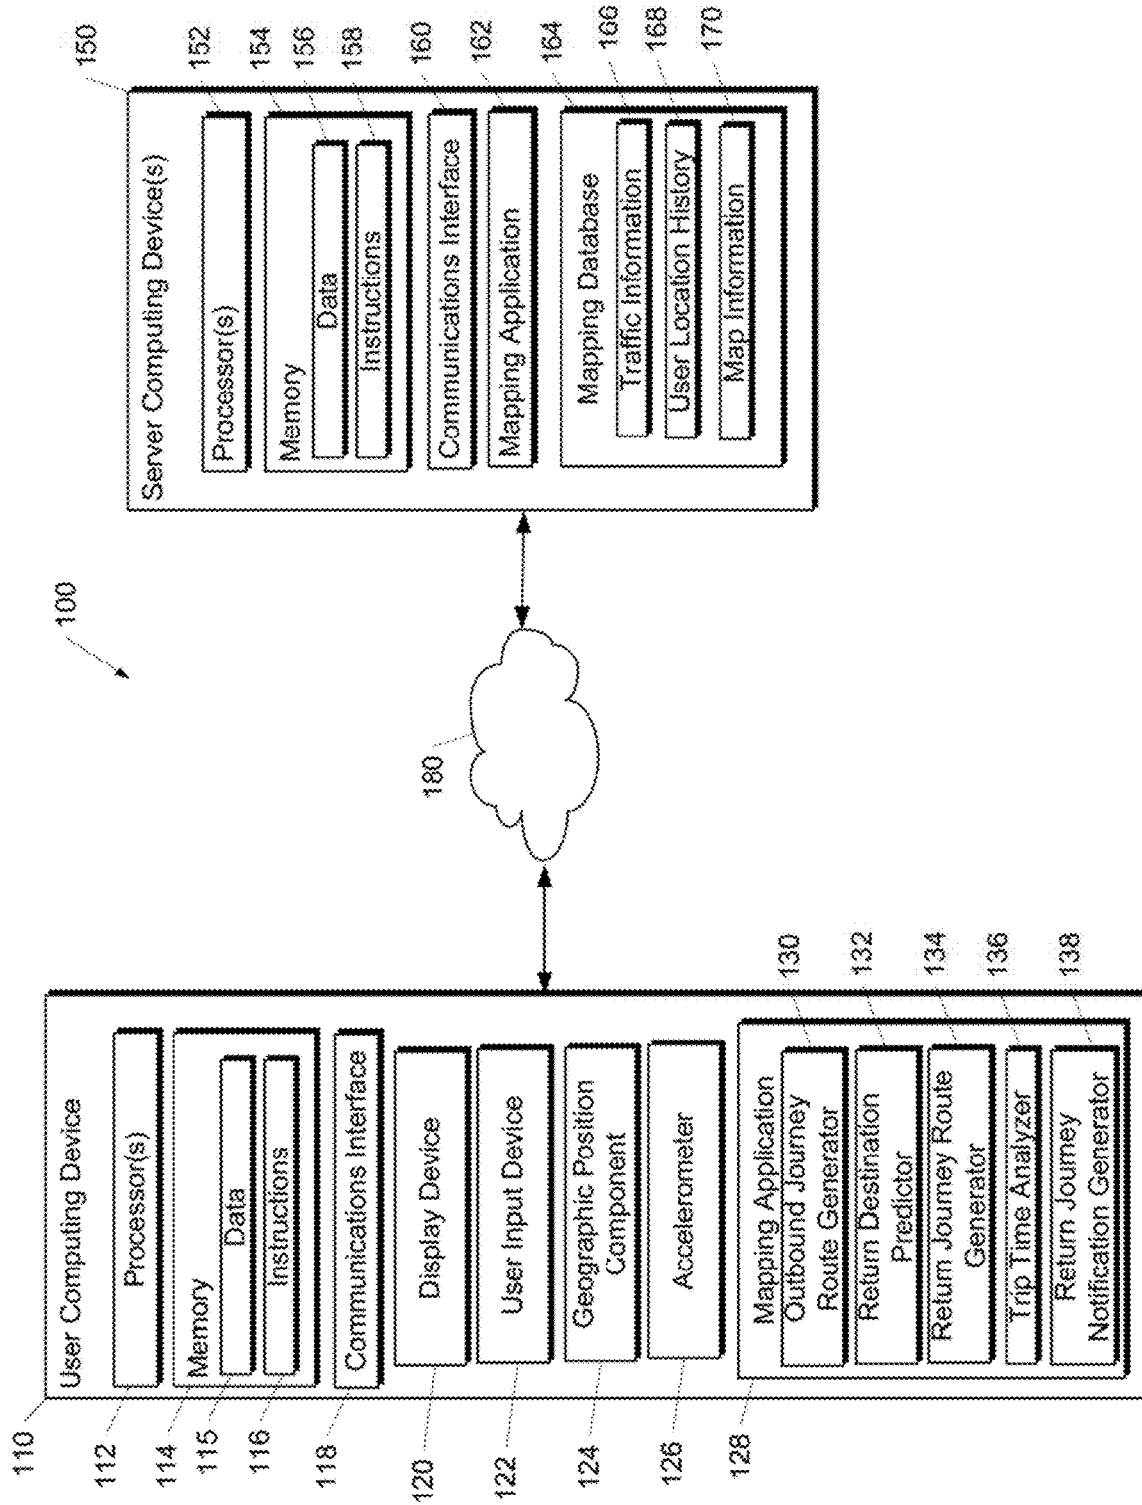 100
110
User Computing Device
112
Processor(s)
114
Memory
115
Data
116
Instructions
118
Communications Interface
120
Display Device
122
User Input Device
124
Geographic Position
Component
126
Accelerometer
128
Mapping Application
130
Outbound Journey
Route Generator
132
Return Destination
Predictor
134
Return Journey Route
Generator
136
Trip Time Analyzer
138
Return Journey
Notification Generator
180
150
Server Computing Device(s)
152
Processor(s)
154
Memory
156
Data
158
Instructions
160
Communications Interface
162
Mapping Application
164
Mapping Database
166
Traffic Information
168
User Location History
170
Map Information